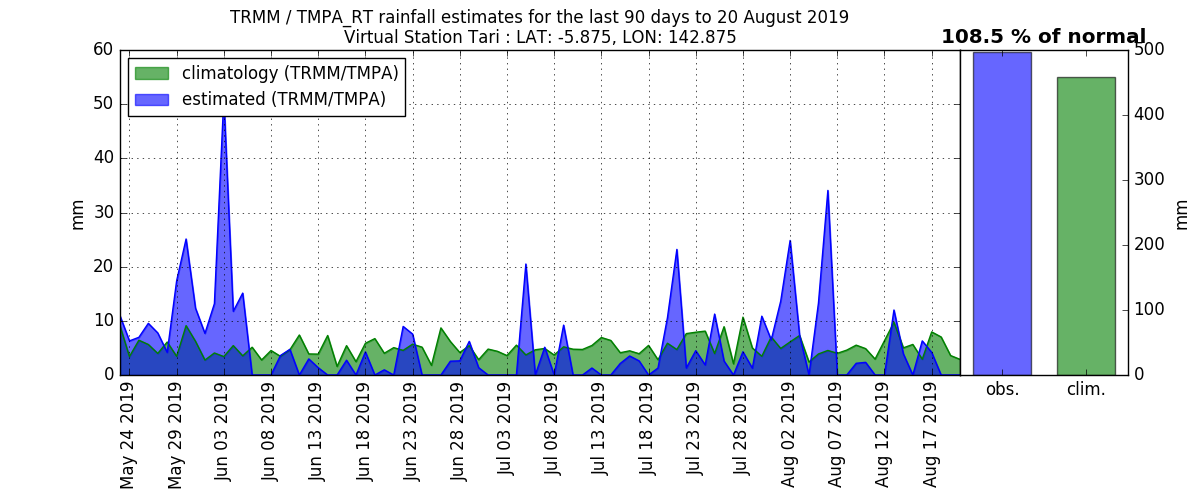 TRMM / TMPA_RT rainfall estimates for the last 90 days to 20 August 2019
Virtual Station Tari : LAT: -5.875, LON: 142.875
108.5 % of normal
climatology (TRMM/TMPA)
estimated (TRMM/TMPA)
60
50
40
30
20
10
0
mm
May 24 2019
May 29 2019
Jun 03 2019
Jun 08 2019
Jun 13 2019
Jun 18 2019
Jun 23 2019
Jun 28 2019
Jul 03 2019
Jul 08 2019
Jul 13 2019
Jul 18 2019
Jul 23 2019
Jul 28 2019
Aug 02 2019
Aug 07 2019
Aug 12 2019
Aug 17 2019
500
400
300
200
100
0
mm
obs.
clim.